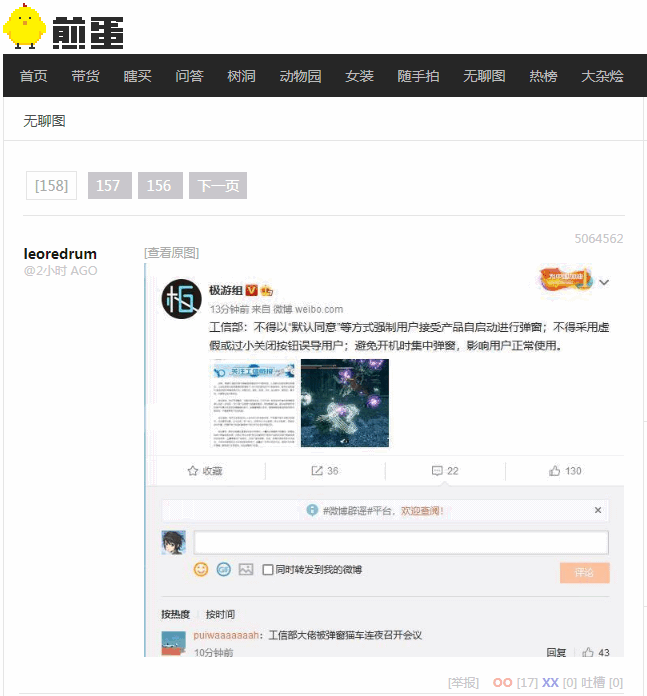 煎蛋
首页 带货 瞎买 问答 树洞 动物园 女装 随手拍 无聊图 热榜 大杂烩
无聊图
[158] 157 156 下一页
5064562
leoredrum
@2小时 AGO
[查看原图]
极游组
13分钟前 来自 微博 weibo.com
工信部：不得以“默认同意”等方式强制用户接受产品自启动进行弹窗；不得采用虚
假或过小关闭按钮误导用户；避免开机时集中弹窗，影响用户正常使用。
收藏 36 22 130
#微博辟谣#平台，欢迎查阅！
同时转发到我的微博
评论
按热度 按时间
puiwaaaaaaah：工信部大佬被弹窗猫车连夜召开会议
10分钟前 回复 43
[举报] OO [17] XX [0] 吐槽 [0]